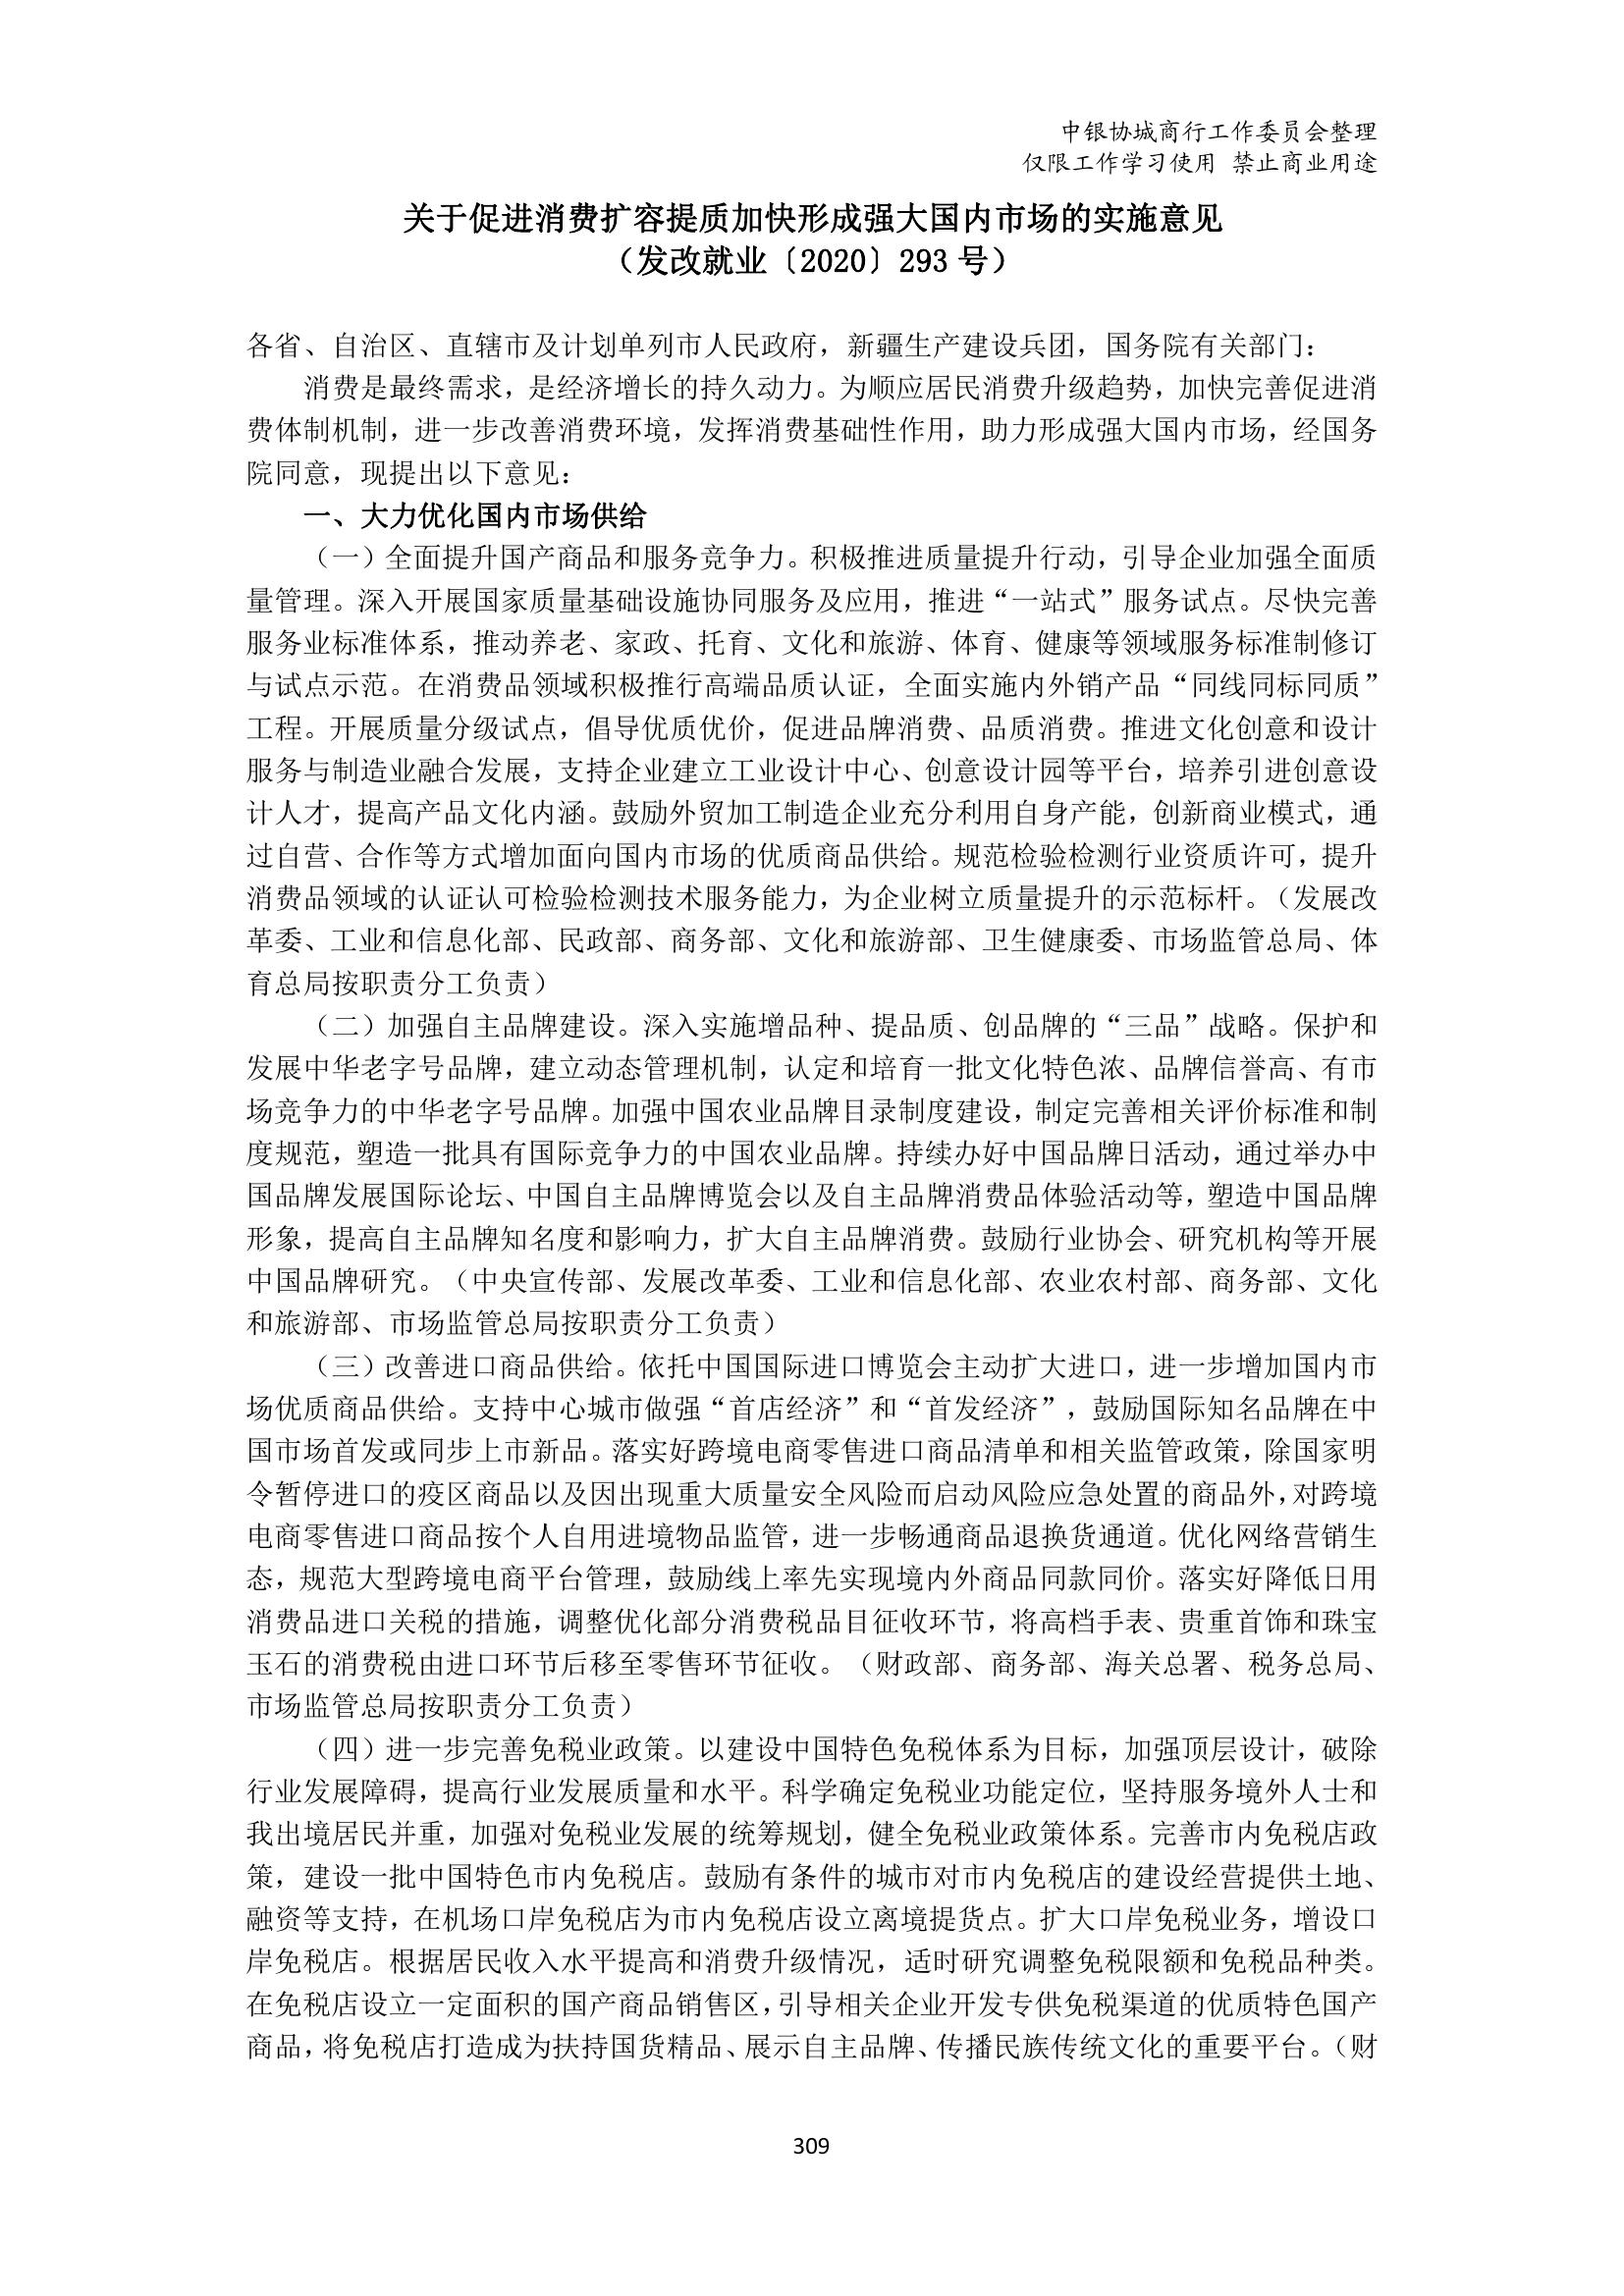 中银协城商行工作委员会整理
仅限工作学习使用 禁止商业用途
关于促进消费扩容提质加快形成强大国内市场的实施意见
（发改就业〔2020〕293 号）
各省、自治区、直辖市及计划单列市人民政府，新疆生产建设兵团，国务院有关部门：
消费是最终需求，是经济增长的持久动力。为顺应居民消费升级趋势，加快完善促进消
费体制机制，进一步改善消费环境，发挥消费基础性作用，助力形成强大国内市场，经国务
院同意，现提出以下意见：
一、大力优化国内市场供给
（一）全面提升国产商品和服务竞争力。积极推进质量提升行动，引导企业加强全面质
量管理。深入开展国家质量基础设施协同服务及应用，推进“一站式”服务试点。尽快完善
服务业标准体系，推动养老、家政、托育、文化和旅游、体育、健康等领域服务标准制修订
与试点示范。在消费品领域积极推行高端品质认证，全面实施内外销产品“同线同标同质”
工程。开展质量分级试点，倡导优质优价，促进品牌消费、品质消费。推进文化创意和设计
服务与制造业融合发展，支持企业建立工业设计中心、创意设计园等平台，培养引进创意设
计人才，提高产品文化内涵。鼓励外贸加工制造企业充分利用自身产能，创新商业模式，通
过自营、合作等方式增加面向国内市场的优质商品供给。规范检验检测行业资质许可，提升
消费品领域的认证认可检验检测技术服务能力，为企业树立质量提升的示范标杆。（发展改
革委、工业和信息化部、民政部、商务部、文化和旅游部、卫生健康委、市场监管总局、体
育总局按职责分工负责）
（二）加强自主品牌建设。深入实施增品种、提品质、创品牌的“三品”战略。保护和
发展中华老字号品牌，建立动态管理机制，认定和培育一批文化特色浓、品牌信誉高、有市
场竞争力的中华老字号品牌。加强中国农业品牌目录制度建设，制定完善相关评价标准和制
度规范，塑造一批具有国际竞争力的中国农业品牌。持续办好中国品牌日活动，通过举办中
国品牌发展国际论坛、中国自主品牌博览会以及自主品牌消费品体验活动等，塑造中国品牌
形象，提高自主品牌知名度和影响力，扩大自主品牌消费。鼓励行业协会、研究机构等开展
中国品牌研究。（中央宣传部、发展改革委、工业和信息化部、农业农村部、商务部、文化
和旅游部、市场监管总局按职责分工负责）
（三）改善进口商品供给。依托中国国际进口博览会主动扩大进口，进一步增加国内市
场优质商品供给。支持中心城市做强“首店经济”和“首发经济”，鼓励国际知名品牌在中
国市场首发或同步上市新品。落实好跨境电商零售进口商品清单和相关监管政策，除国家明
令暂停进口的疫区商品以及因出现重大质量安全风险而启动风险应急处置的商品外，对跨境
电商零售进口商品按个人自用进境物品监管，进一步畅通商品退换货通道。优化网络营销生
态，规范大型跨境电商平台管理，鼓励线上率先实现境内外商品同款同价。落实好降低日用
消费品进口关税的措施，调整优化部分消费税品目征收环节，将高档手表、贵重首饰和珠宝
玉石的消费税由进口环节后移至零售环节征收。（财政部、商务部、海关总署、税务总局、
市场监管总局按职责分工负责）
（四）进一步完善免税业政策。以建设中国特色免税体系为目标，加强顶层设计，破除
行业发展障碍，提高行业发展质量和水平。科学确定免税业功能定位，坚持服务境外人士和
我出境居民并重，加强对免税业发展的统筹规划，健全免税业政策体系。完善市内免税店政
策，建设一批中国特色市内免税店。鼓励有条件的城市对市内免税店的建设经营提供土地、
融资等支持，在机场口岸免税店为市内免税店设立离境提货点。扩大口岸免税业务，增设口
岸免税店。根据居民收入水平提高和消费升级情况，适时研究调整免税限额和免税品种类。
在免税店设立一定面积的国产商品销售区，引导相关企业开发专供免税渠道的优质特色国产
商品，将免税店打造成为扶持国货精品、展示自主品牌、传播民族传统文化的重要平台。（财
309